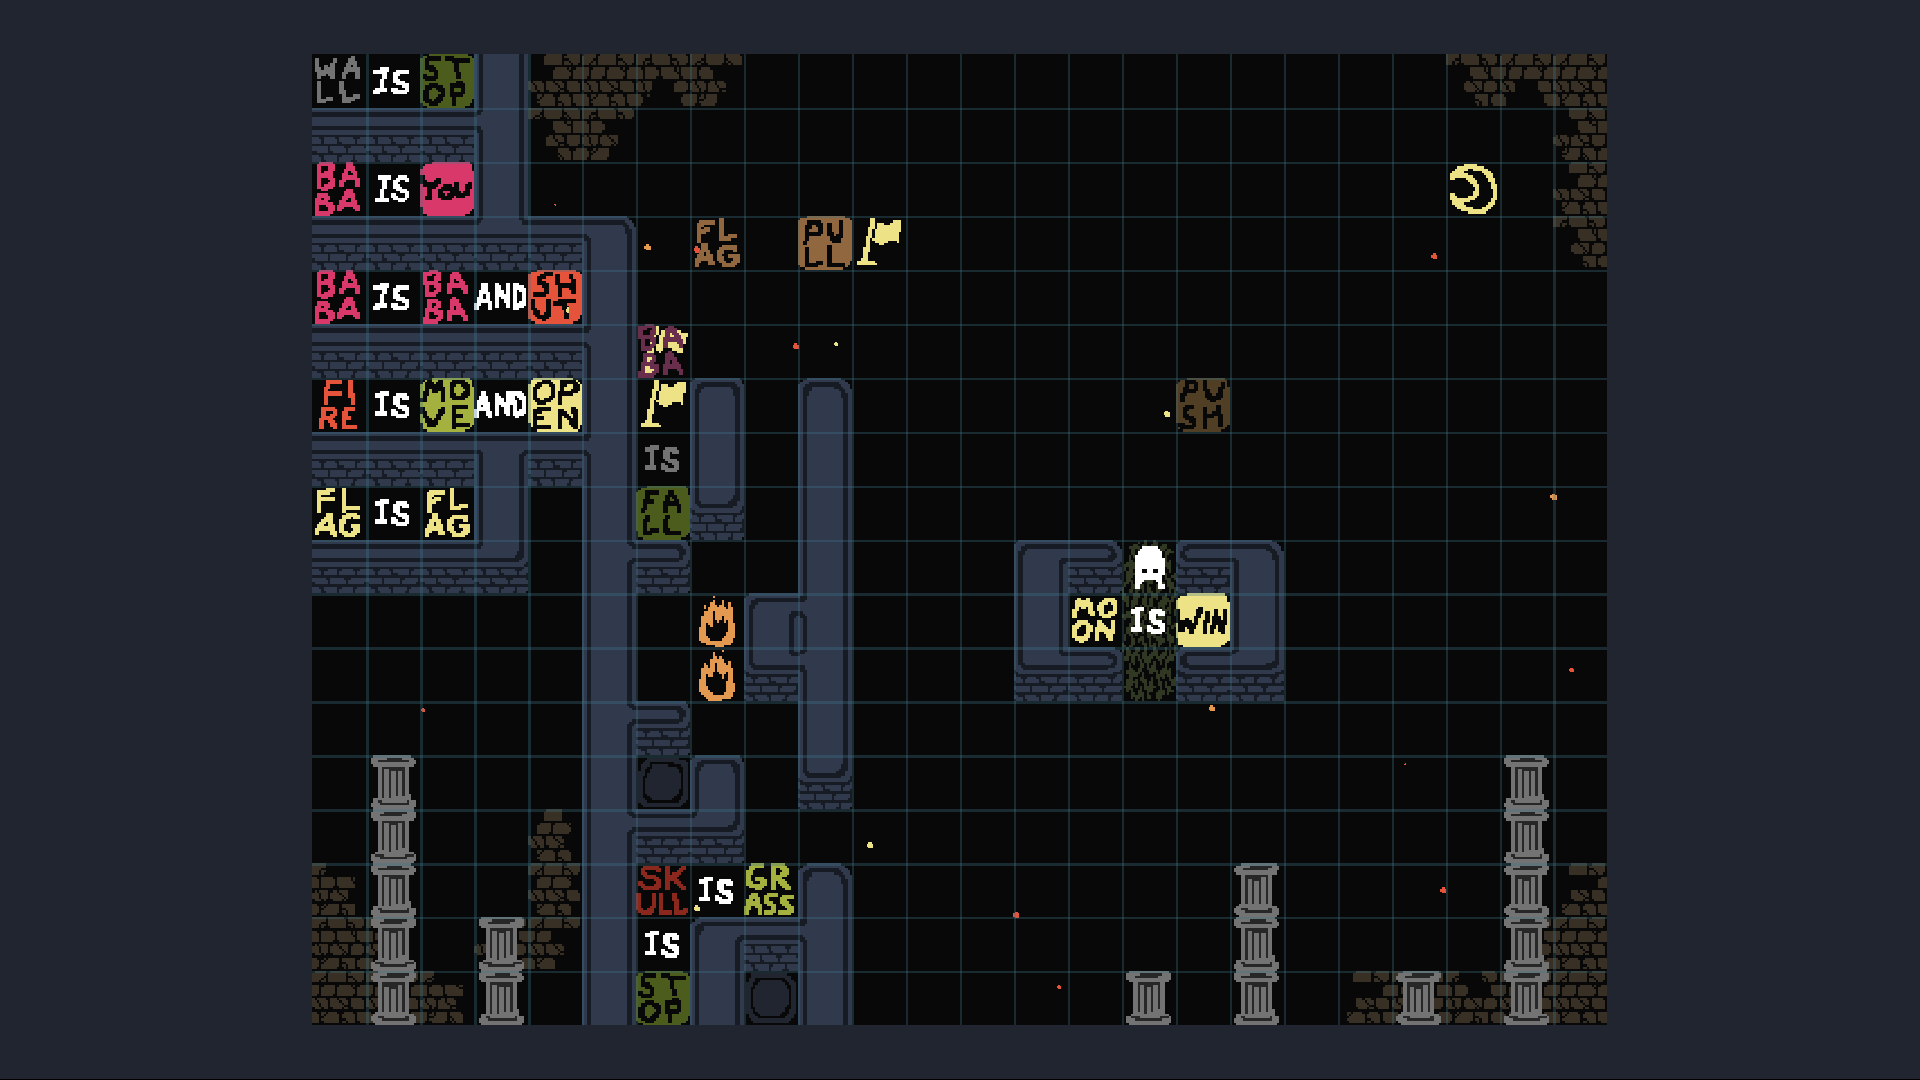 WALL IS STOP
BABA IS YOU
FLAG PULL
BABA IS BABA AND SHUT
BABA
FIRE IS MOVE AND OPEN
PUSH
IS
FLAG IS FLAG
FALL
MOON IS WIN
SKULL IS GRASS
IS
STOP